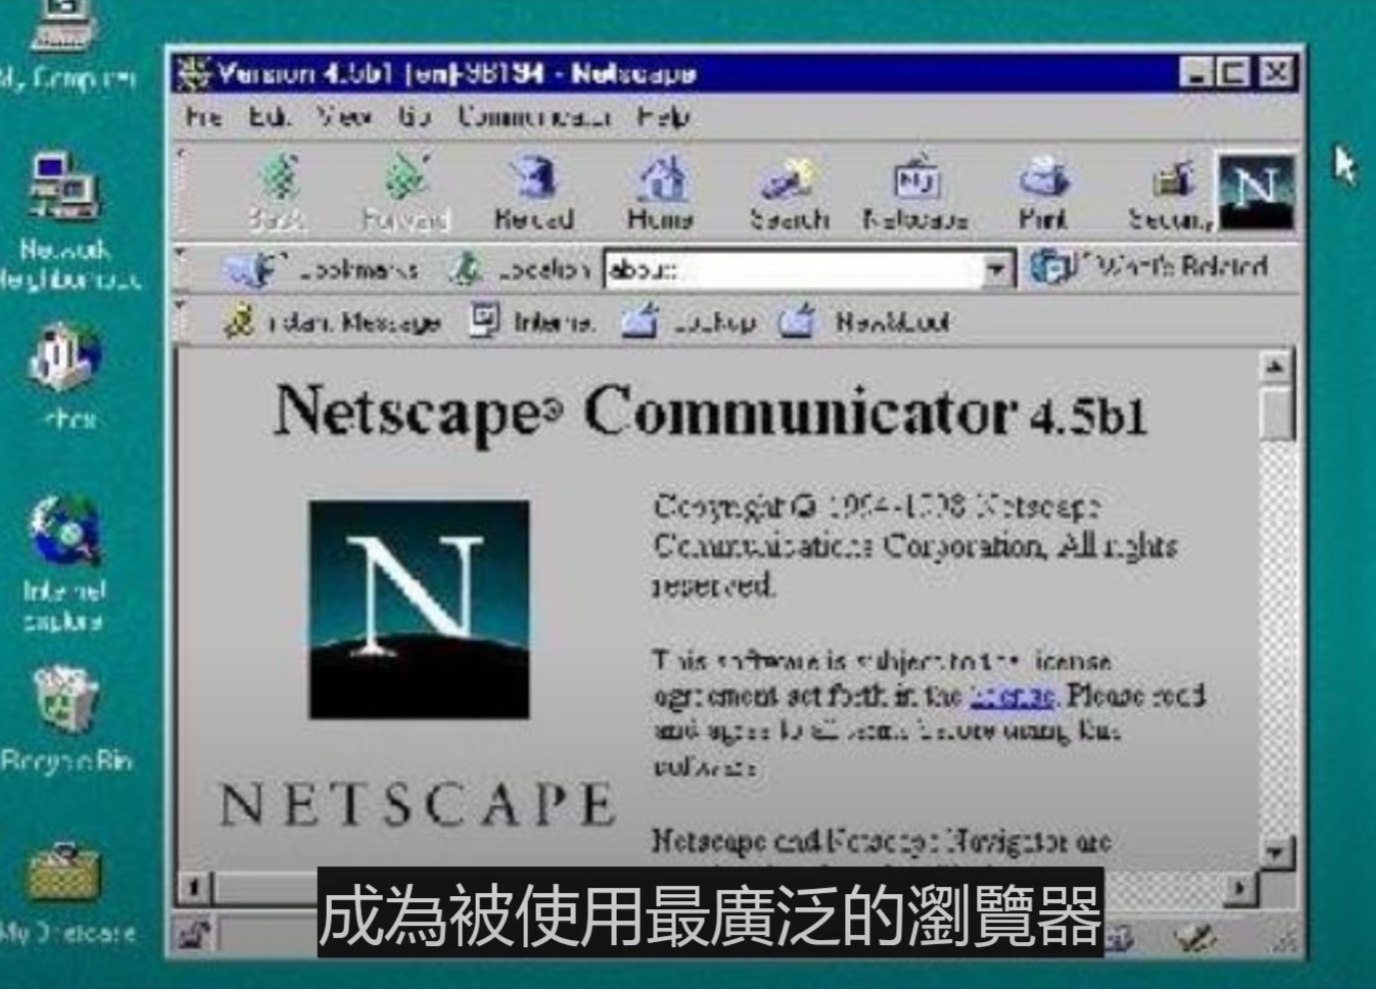 My Computer
Network
Neighborhood
Inbox
Internet
Explorer
Recycle Bin
My Briefcase
Version 4.5b1 [en]-98194 - Netscape
File Edit View Go Communicator Help
Back Forward Reload Home Search Netscape Print Security
Bookmarks Location about: What's Related
Instant Message Internet Lookup New&Cool
Netscape® Communicator 4.5b1
N
NETSCAPE
Copyright © 1994-1998 Netscape
Communications Corporation, All rights
reserved.
This software is subject to the license
agreement set forth in the license. Please read
and agree to all terms before using this
software.
Netscape and Netscape Navigator are
成為被使用最廣泛的瀏覽器